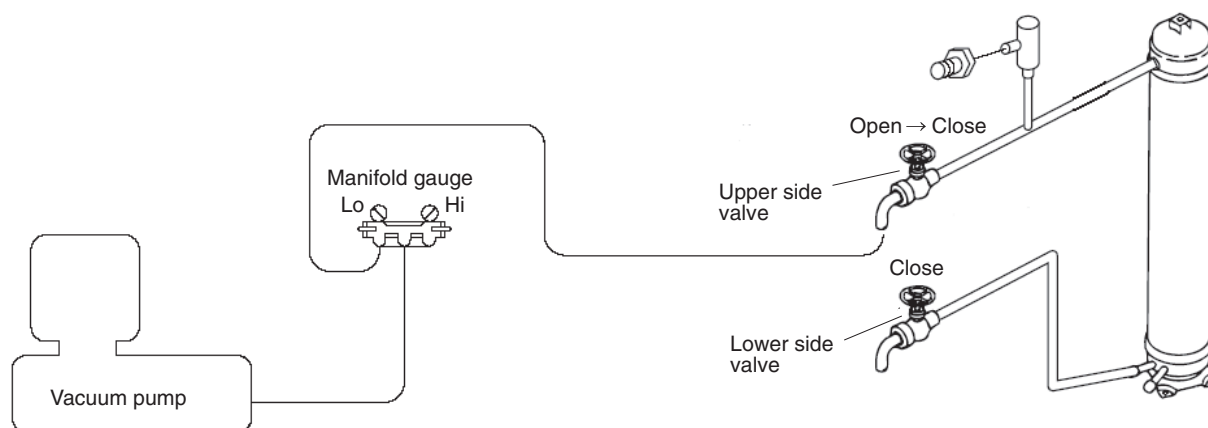 Open → Close
Manifold gauge
Lo Hi
Upper side
valve
Close
Lower side
valve
Vacuum pump